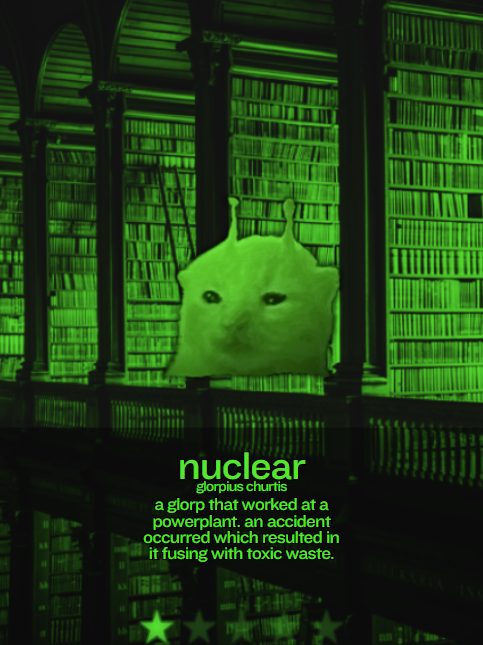 nuclear
glorpius churtis
a glorp that worked at a
powerplant. an accident
occurred which resulted in
it fusing with toxic waste.